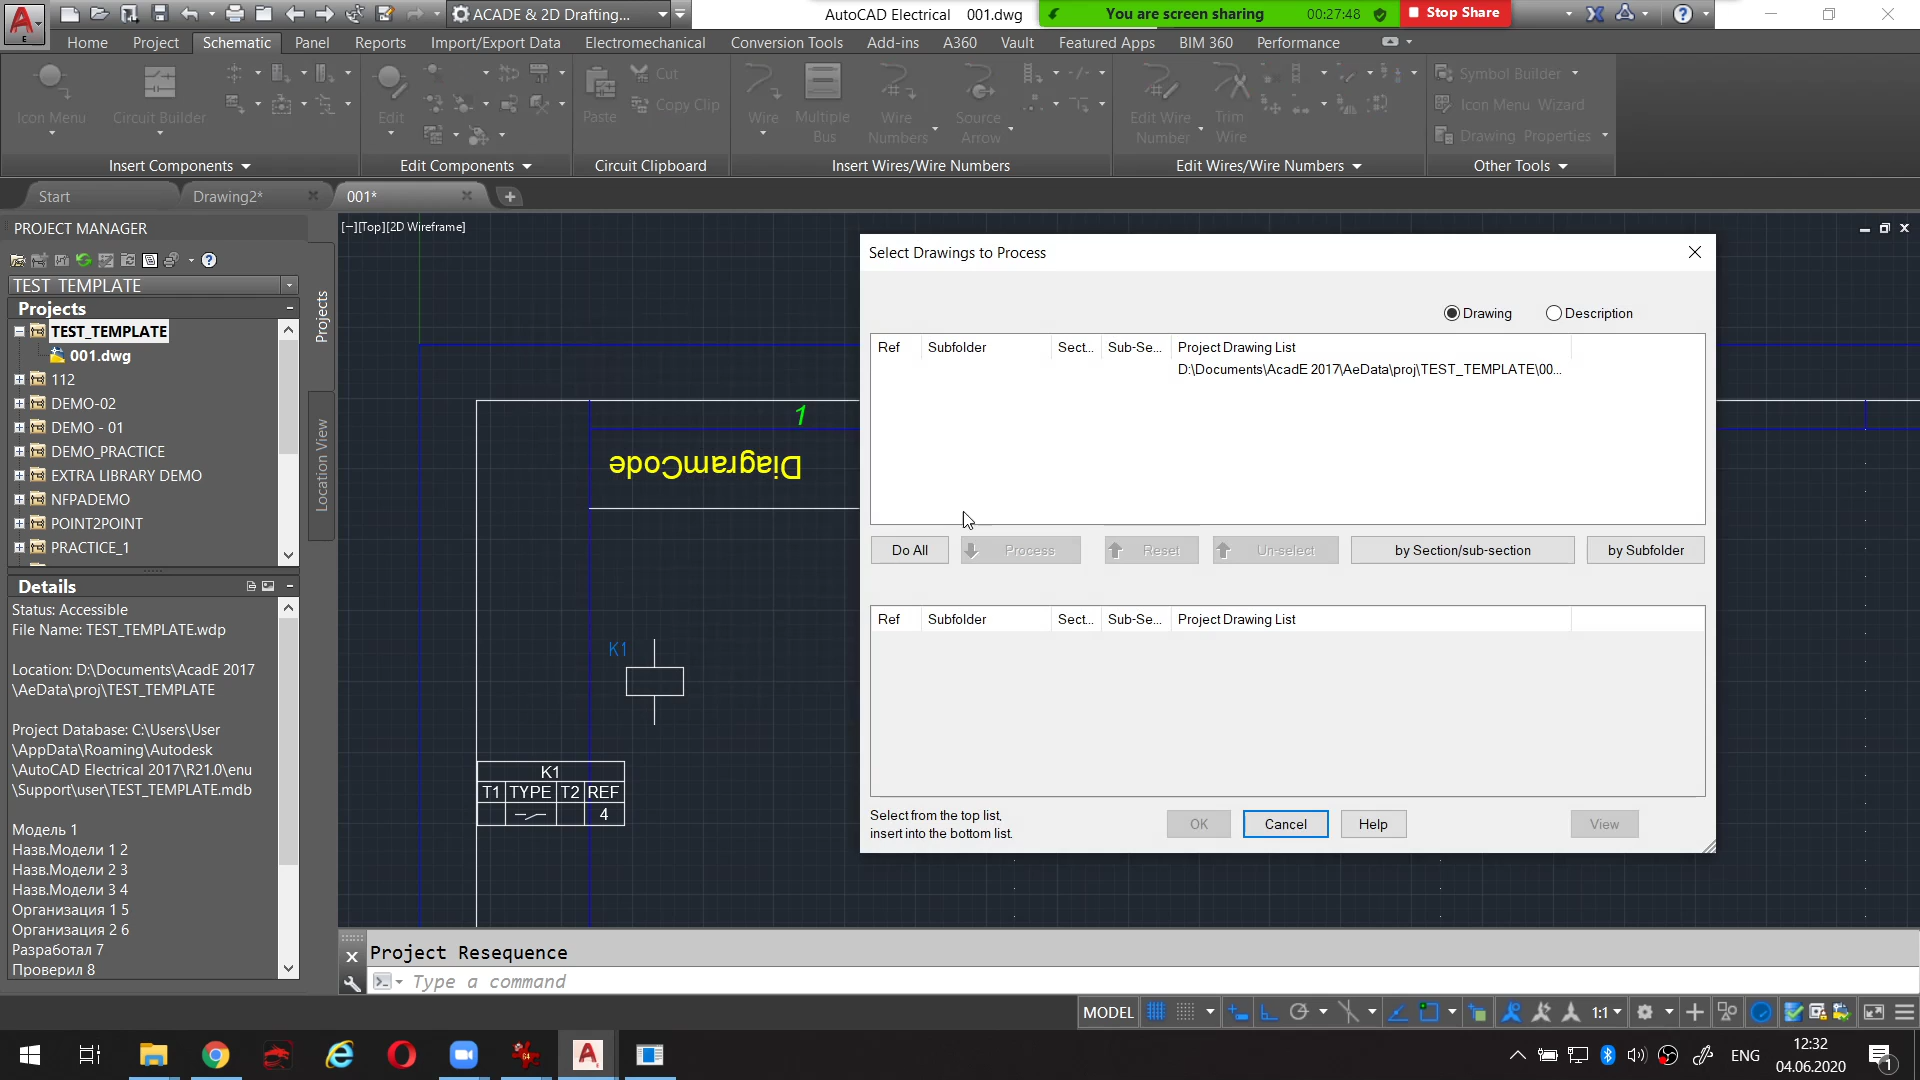 ACADE & 2D Drafting...
AutoCAD Electrical 001.dwg
You are screen sharing
00:27:48
Stop Share
Home Project Schematic Panel Reports Import/Export Data Electromechanical Conversion Tools Add-ins A360 Vault Featured Apps BIM 360 Performance
Icon Menu
Circuit Builder
Insert Components
Edit
Edit Components
Paste
Cut
Copy Clip
Circuit Clipboard
Wire
Multiple Bus
Wire Numbers
Source Arrow
Insert Wires/Wire Numbers
Edit Wire Number
Trim Wire
Edit Wires/Wire Numbers
Symbol Builder
Icon Menu Wizard
Drawing Properties
Other Tools
Start
Drawing2*
001*
PROJECT MANAGER
TEST_TEMPLATE
Projects
TEST_TEMPLATE
001.dwg
112
DEMO-02
DEMO - 01
DEMO_PRACTICE
EXTRA LIBRARY DEMO
NFPADEMO
POINT2POINT
PRACTICE_1
Projects
Location View
Details
Status: Accessible
File Name: TEST_TEMPLATE.wdp
Location: D:\Documents\AcadE 2017
\AeData\proj\TEST_TEMPLATE
Project Database: C:\Users\User
\AppData\Roaming\Autodesk
\AutoCAD Electrical 2017\R21.0\enu
\Support\user\TEST_TEMPLATE.mdb
Модель 1
Назв.Модели 1 2
Назв.Модели 2 3
Назв.Модели 3 4
Организация 1 5
Организация 2 6
Разработал 7
Проверил 8
[−][Top][2D Wireframe]
1
DiagramCode
K1
K1
T1 TYPE T2 REF
4
Select Drawings to Process
Drawing
Description
Ref Subfolder Sect... Sub-Se... Project Drawing List
D:\Documents\AcadE 2017\AeData\proj\TEST_TEMPLATE\00...
Do All
Process
Reset
Un-select
by Section/sub-section
by Subfolder
Ref Subfolder Sect... Sub-Se... Project Drawing List
Select from the top list,
insert into the bottom list.
OK
Cancel
Help
View
Project Resequence
Type a command
MODEL
1:1
64
ENG
12:32
04.06.2020
1